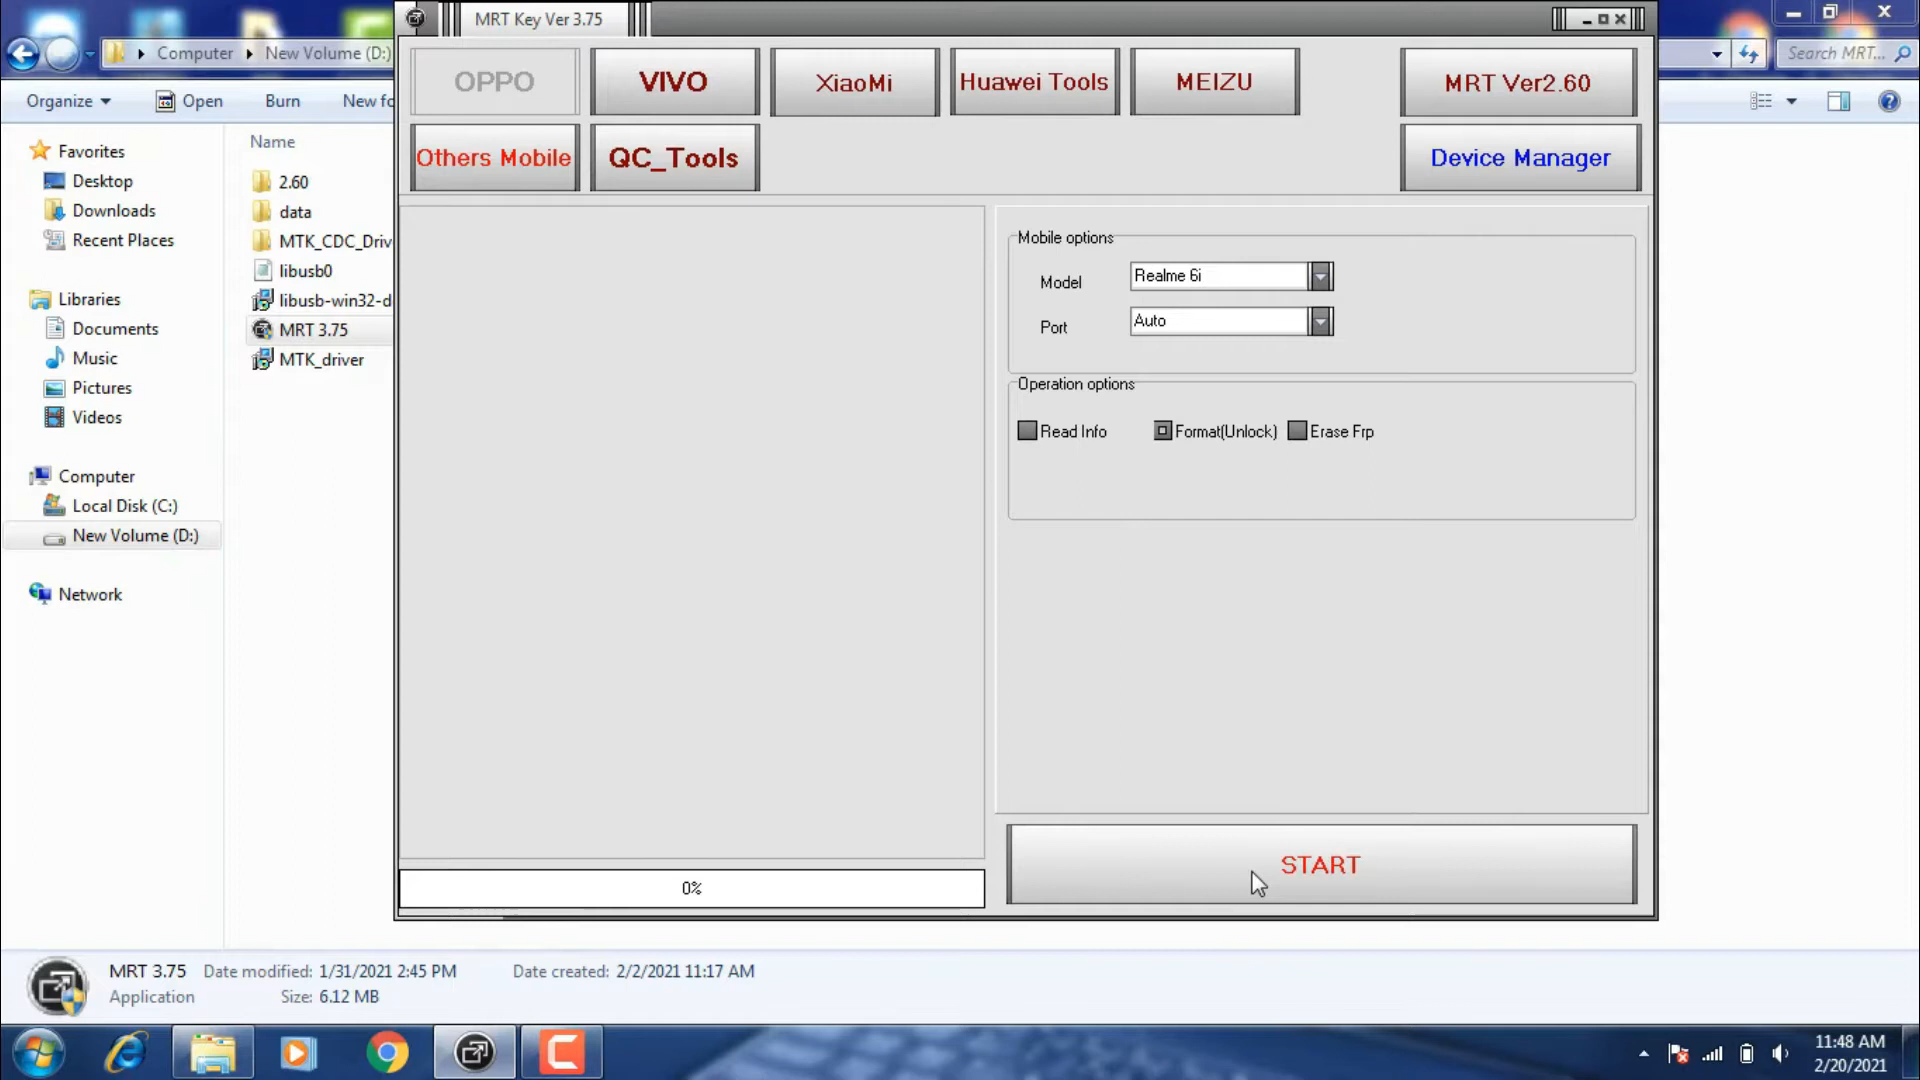 MRT Key Ver 3.75
Computer New Volume (D:)
Search MRT...
Organize Open Burn New fo
OPPO VIVO XiaoMi Huawei Tools MEIZU MRT Ver2.60
Others Mobile QC_Tools Device Manager
Favorites
Desktop
Downloads
Recent Places
Libraries
Documents
Music
Pictures
Videos
Computer
Local Disk (C:)
New Volume (D:)
Network
Name
2.60
data
MTK_CDC_Driv
libusb0
libusb-win32-d
MRT 3.75
MTK_driver
Mobile options
Model Realme 6i
Port Auto
Operation options
Read Info Format(Unlock) Erase Frp
0%
START
MRT 3.75 Date modified: 1/31/2021 2:45 PM Date created: 2/2/2021 11:17 AM
Application Size: 6.12 MB
11:48 AM
2/20/2021